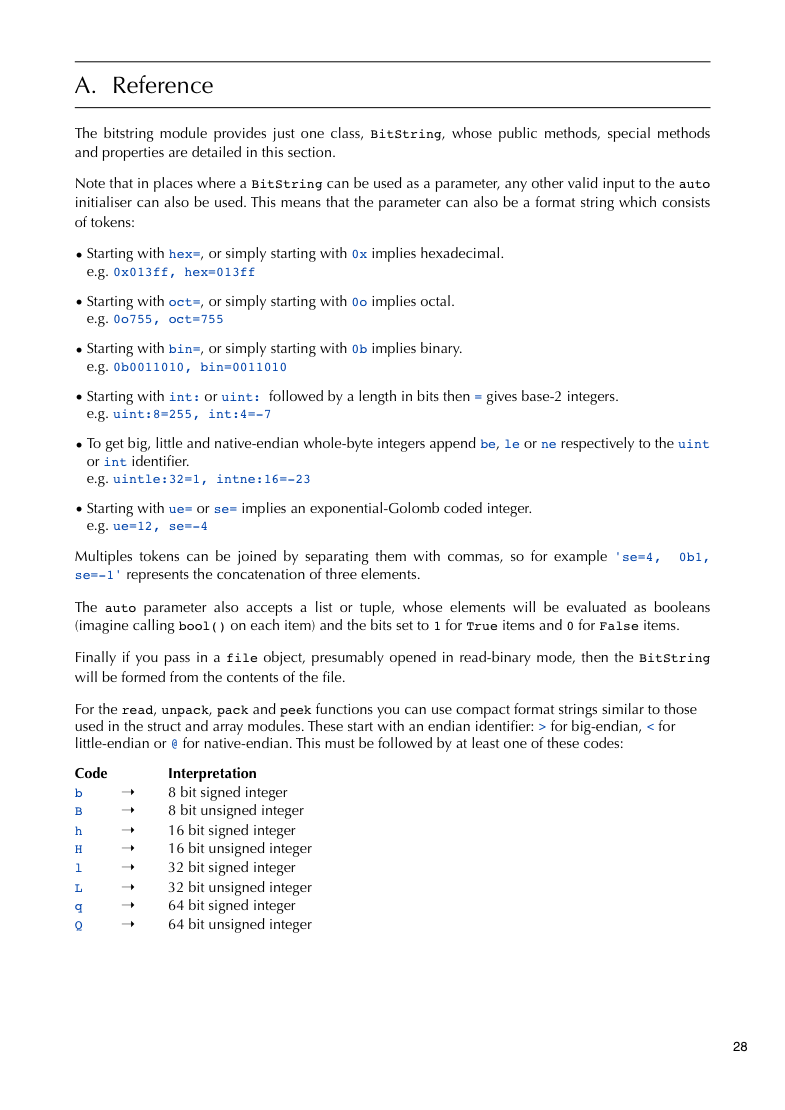 A. Reference
The bitstring module provides just one class, BitString, whose public methods, special methods
and properties are detailed in this section.
Note that in places where a BitString can be used as a parameter, any other valid input to the auto
initialiser can also be used. This means that the parameter can also be a format string which consists
of tokens:
• Starting with hex=, or simply starting with 0x implies hexadecimal.
e.g. 0x013ff, hex=013ff
• Starting with oct=, or simply starting with 0o implies octal.
e.g. 0o755, oct=755
• Starting with bin=, or simply starting with 0b implies binary.
e.g. 0b0011010, bin=0011010
• Starting with int: or uint: followed by a length in bits then = gives base-2 integers.
e.g. uint:8=255, int:4=-7
• To get big, little and native-endian whole-byte integers append be, le or ne respectively to the uint
or int identifier.
e.g. uintle:32=1, intne:16=-23
• Starting with ue= or se= implies an exponential-Golomb coded integer.
e.g. ue=12, se=-4
Multiples tokens can be joined by separating them with commas, so for example 'se=4, 0b1,
se=-1' represents the concatenation of three elements.
The auto parameter also accepts a list or tuple, whose elements will be evaluated as booleans
(imagine calling bool() on each item) and the bits set to 1 for True items and 0 for False items.
Finally if you pass in a file object, presumably opened in read-binary mode, then the BitString
will be formed from the contents of the file.
For the read, unpack, pack and peek functions you can use compact format strings similar to those
used in the struct and array modules. These start with an endian identifier: > for big-endian, < for
little-endian or @ for native-endian. This must be followed by at least one of these codes:
Code Interpretation
b → 8 bit signed integer
B → 8 bit unsigned integer
h → 16 bit signed integer
H → 16 bit unsigned integer
l → 32 bit signed integer
L → 32 bit unsigned integer
q → 64 bit signed integer
Q → 64 bit unsigned integer
28